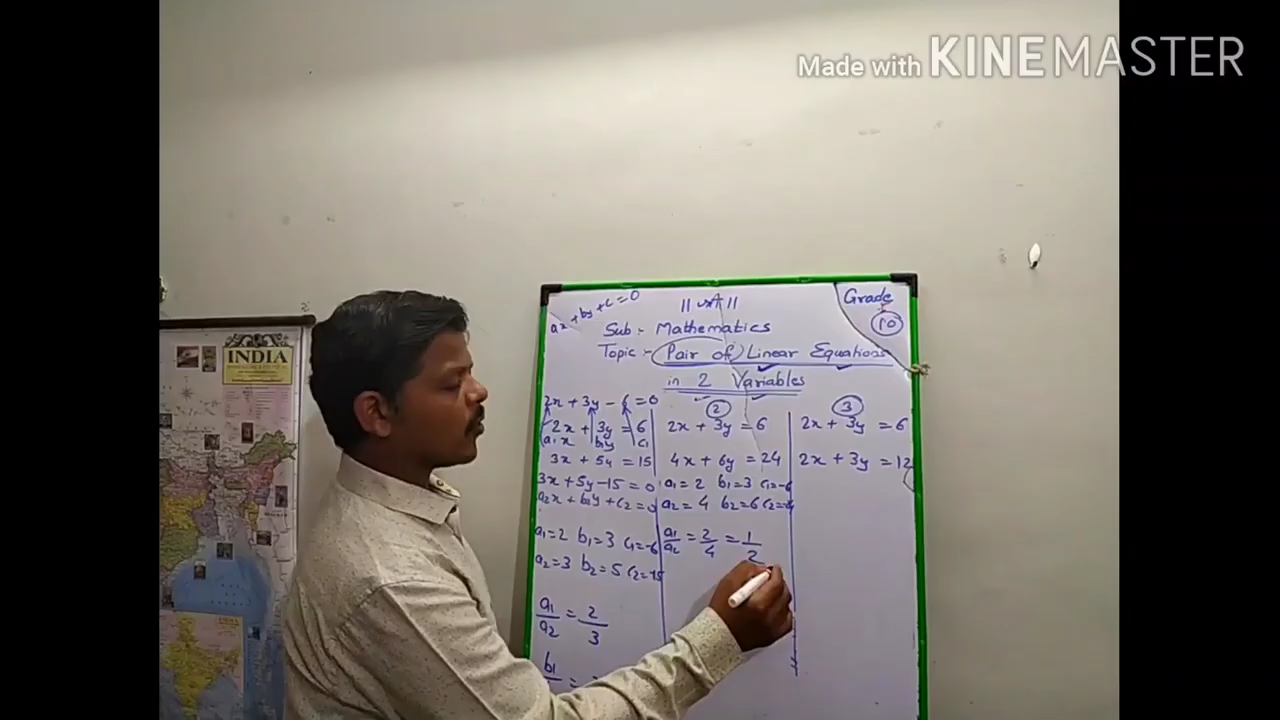 Made with KINEMASTER
INDIA
ax + by + c = 0
Grade
10
Sub:- Mathematics
Topic:- Pair of Linear Equations
in 2 Variables
2x + 3y - 6 = 0
2x + 3y = 6
a1 x b1y c1
3x + 5y = 15
3x + 5y - 15 = 0
a2x + b2y + c2 = 0
a1=2 b1=3 c1=-6
a2=3 b2=5 c2=-15
a1/a2 = 2/3
b1
2
2x + 3y = 6
4x + 6y = 24
a1=2 b1=3 c1=-6
a2=4 b2=6
a1/a2 = 2/4 = 1/2
3
2x + 3y = 6
2x + 3y = 12